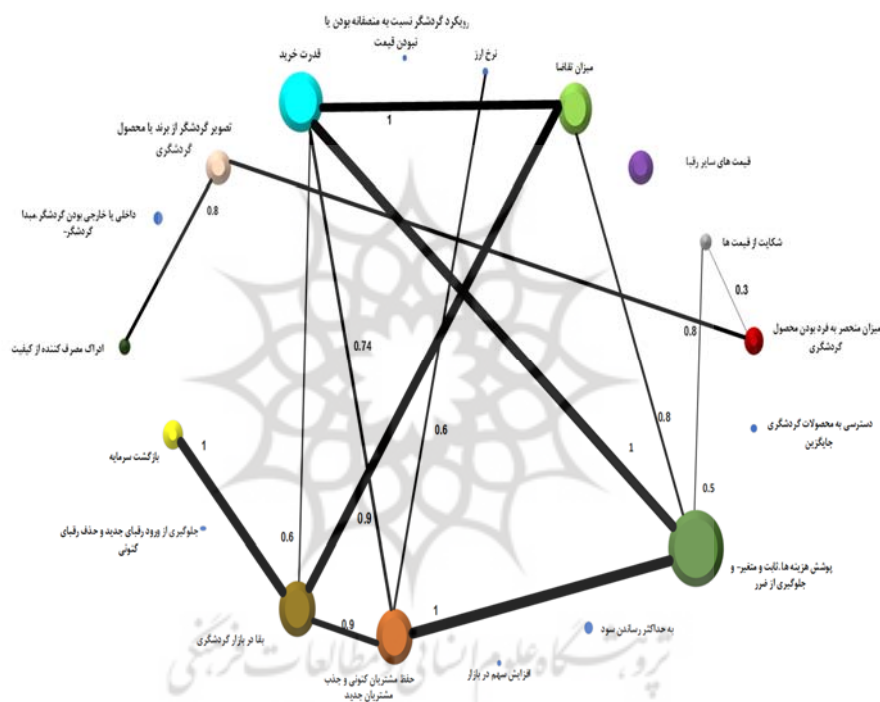 رویکرد گردشگر نسبت به منصفانه بودن یا
نبودن قیمت
قدرت خرید
نرخ ارز
میزان تقاضا
1
تصویر گردشگر از برند یا محصول
گردشگری
قیمت های سایر رقبا
0.8
داخلی یا خارجی بودن گردشگر.مبدا
گردشگر-
شکایت از قیمت ها
0.3
0.8
میزان منحصر به فرد بودن محصول
گردشگری
ادراک مصرف کننده از کیفیت
0.74
0.6
0.8
دسترسی به محصولات گردشگری
جایگزین
1
بازگشت سرمایه
1
0.5
جلوگیری از ورود رقبای جدید و حذف رقبای
کنونی
0.6
0.9
پوشش هزینه ها.ثابت و متغیر- و
جلوگیری از ضرر
بقا در بازار گردشگری
0.9
1
به حداکثر رساندن سود
افزایش سهم در بازار
حفظ مشتریان کنونی و جذب
مشتریان جدید
پژوهشگاه علوم انسانی و مطالعات فرهنگی